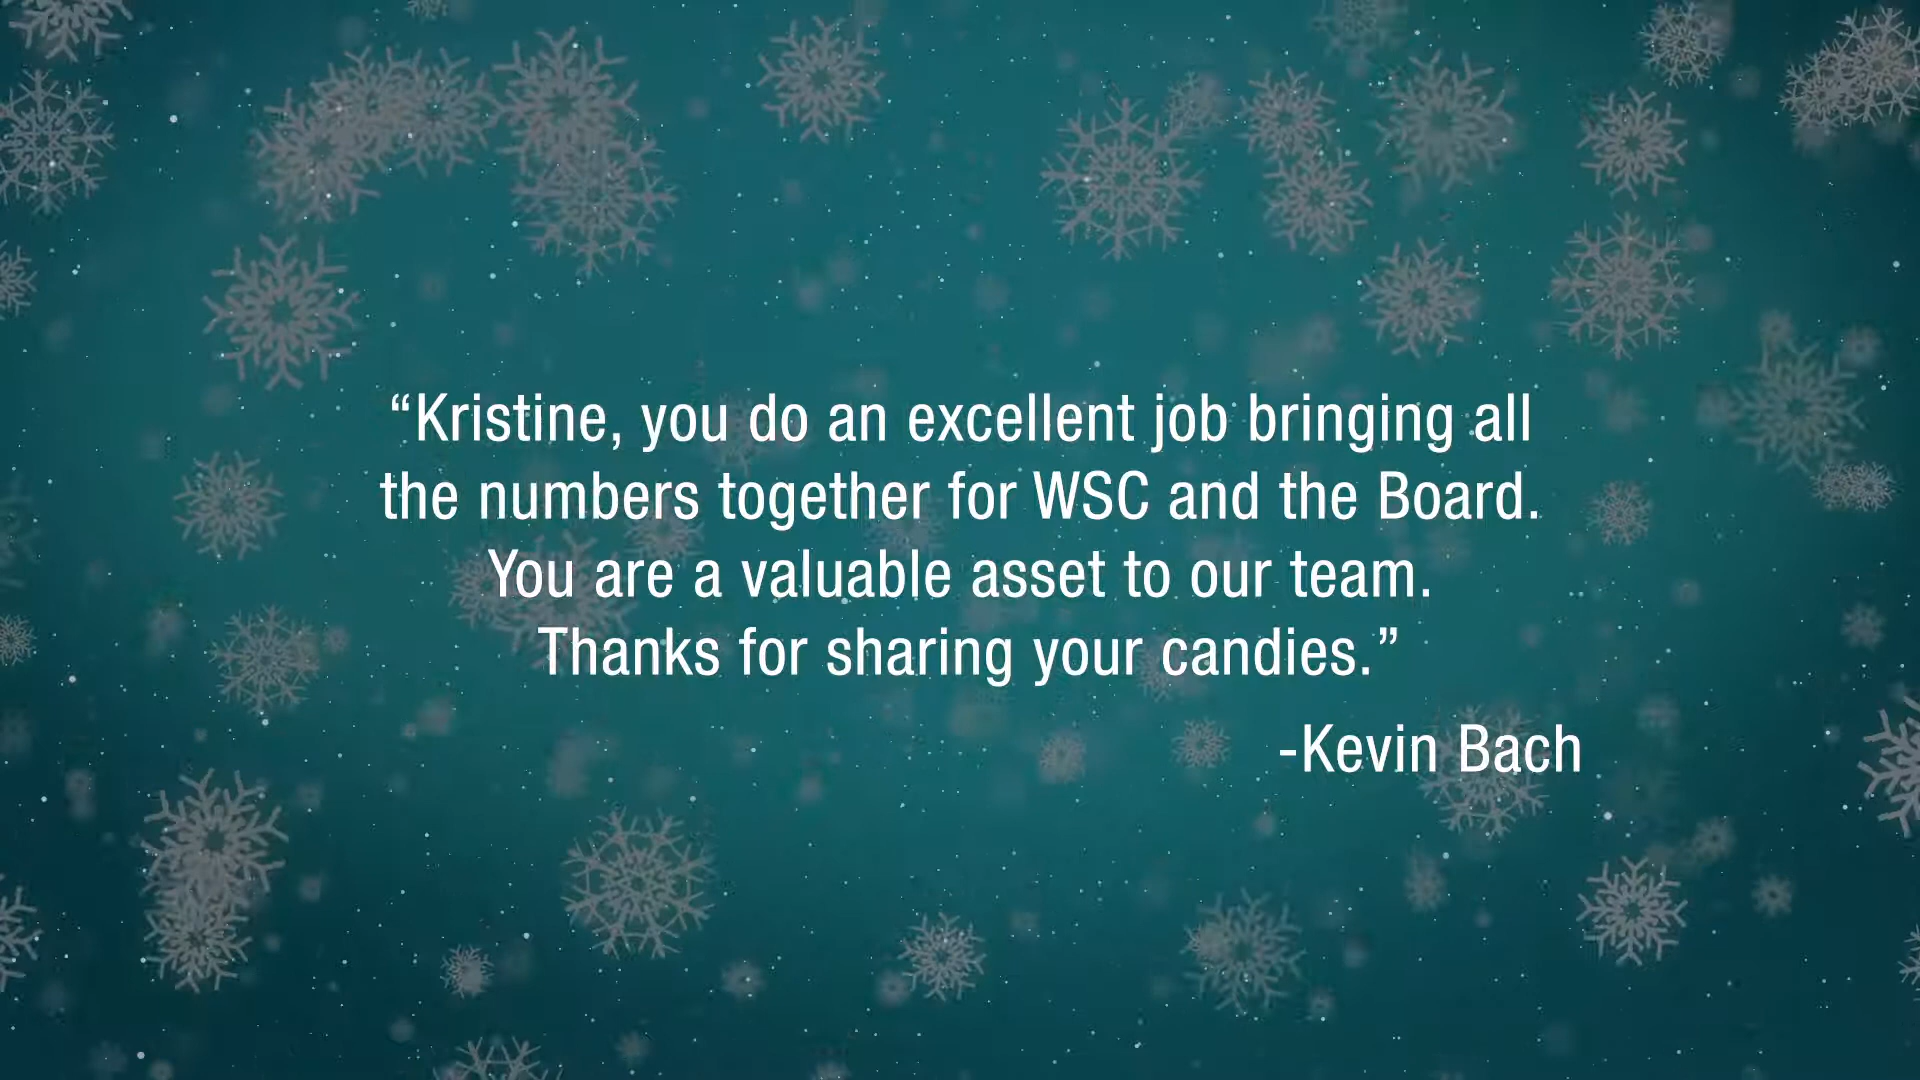 “Kristine, you do an excellent job bringing all
the numbers together for WSC and the Board.
You are a valuable asset to our team.
Thanks for sharing your candies.”
-Kevin Bach